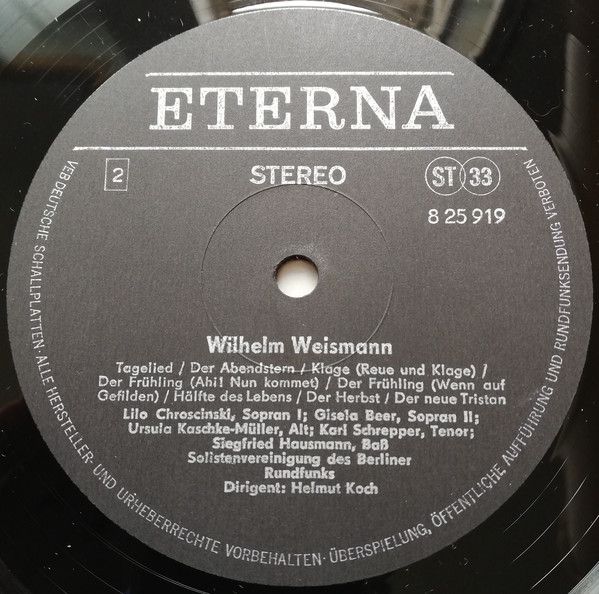 ETERNA
2
STEREO
ST 33
8 25 919
Wilhelm Weismann
Tagelied / Der Abendstern / Klage (Reue und Klage) /
Der Frühling (Ahi! Nun kommet) / Der Frühling (Wenn auf
Gefilden) / Hälfte des Lebens / Der Herbst / Der neue Tristan
Lilo Chroscinski, Sopran I; Gisela Beer, Sopran II;
Ursula Kaschke-Müller, Alt; Karl Schrepper, Tenor;
Siegfried Hausmann, Baß
Solistenvereinigung des Berliner
Rundfunks
Dirigent: Helmut Koch
VEB DEUTSCHE SCHALLPLATTEN · ALLE HERSTELLER- UND URHEBERRECHTE VORBEHALTEN · ÜBERSPIELUNG, ÖFFENTLICHE AUFFÜHRUNG UND RUNDFUNKSENDUNG VERBOTEN